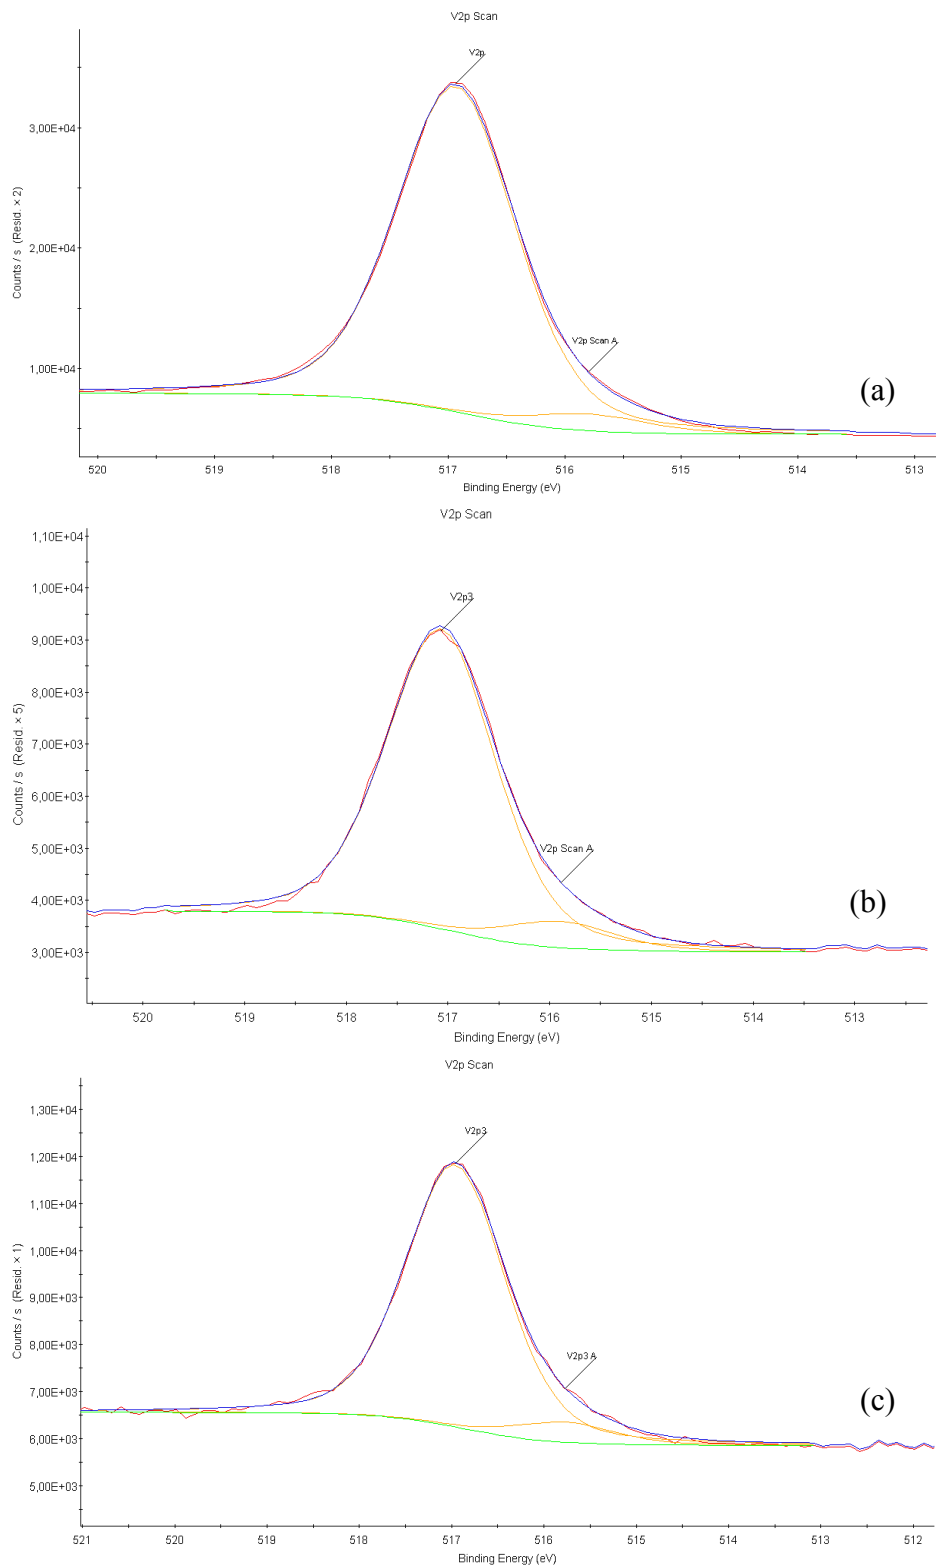 V2p Scan
V2p
3,00E+04
2,00E+04
V2p Scan A
1,00E+04
(a)
Counts / s (Resid. × 2)
520 519 518 517 516 515 514 513
Binding Energy (eV)
V2p Scan
1,10E+04
1,00E+04
V2p3
9,00E+03
8,00E+03
7,00E+03
6,00E+03
5,00E+03
V2p Scan A
4,00E+03
(b)
3,00E+03
Counts / s (Resid. × 5)
520 519 518 517 516 515 514 513
Binding Energy (eV)
V2p Scan
1,30E+04
V2p3
1,20E+04
1,10E+04
1,00E+04
9,00E+03
8,00E+03
V2p3 A
7,00E+03
(c)
6,00E+03
5,00E+03
Counts / s (Resid. × 1)
521 520 519 518 517 516 515 514 513 512
Binding Energy (eV)